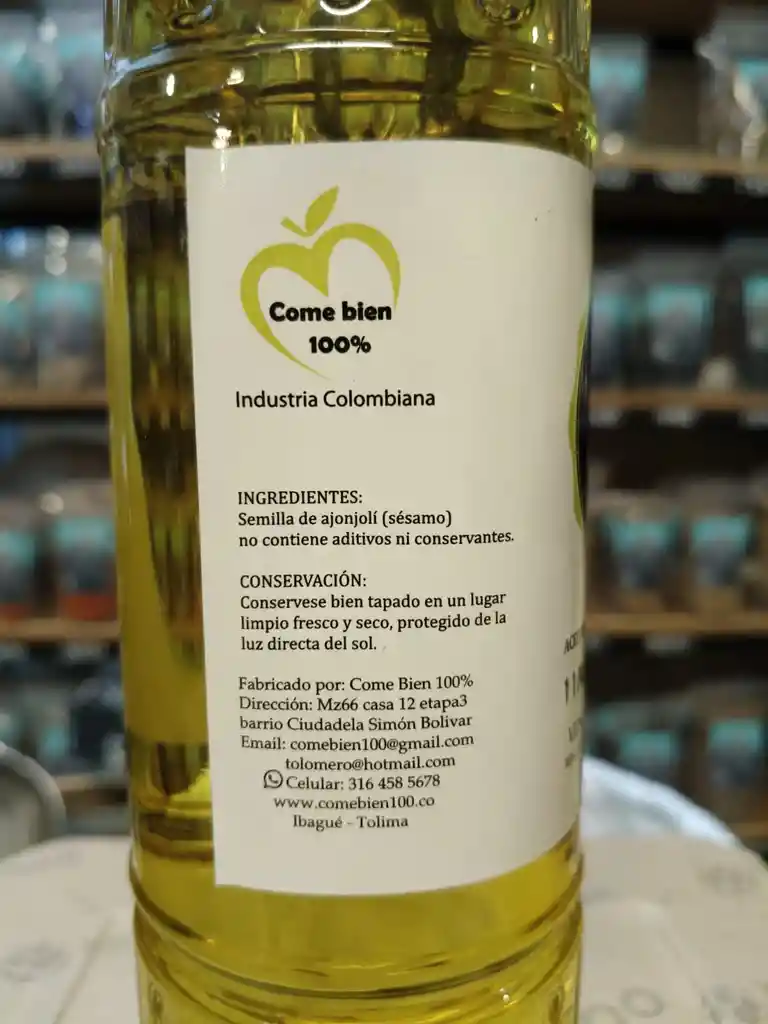 Come bien
100%
Industria Colombiana
INGREDIENTES:
Semilla de ajonjolí (sésamo)
no contiene aditivos ni conservantes.
CONSERVACIÓN:
Conservese bien tapado en un lugar
limpio fresco y seco, protegido de la
luz directa del sol.
Fabricado por: Come Bien 100%
Dirección: Mz66 casa 12 etapa3
barrio Ciudadela Simón Bolivar
Email: comebien100@gmail.com
tolomero@hotmail.com
Celular: 316 458 5678
www.comebien100.co
Ibagué - Tolima